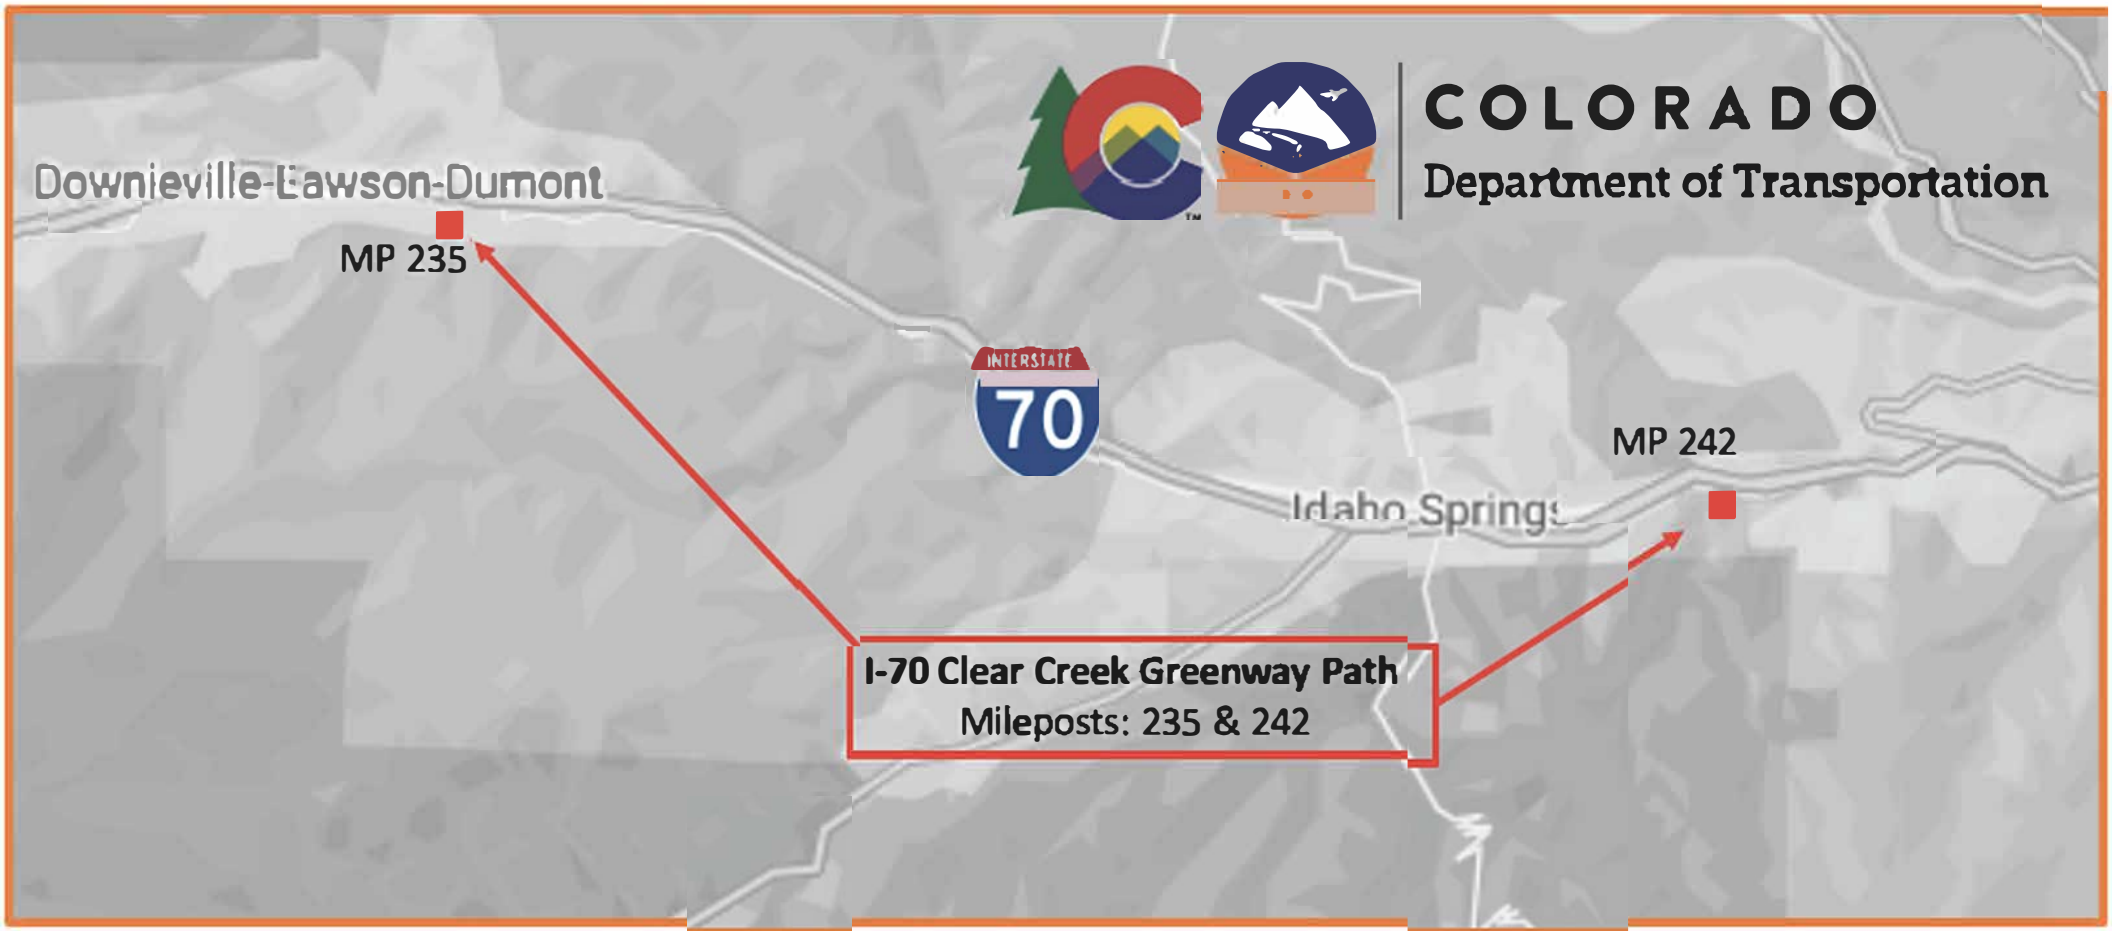 COLORADO
Department of Transportation
TM
Downieville-Lawson-Dumont
MP 235
INTERSTATE
70
MP 242
Idaho Springs
I-70 Clear Creek Greenway Path
Mileposts: 235 & 242